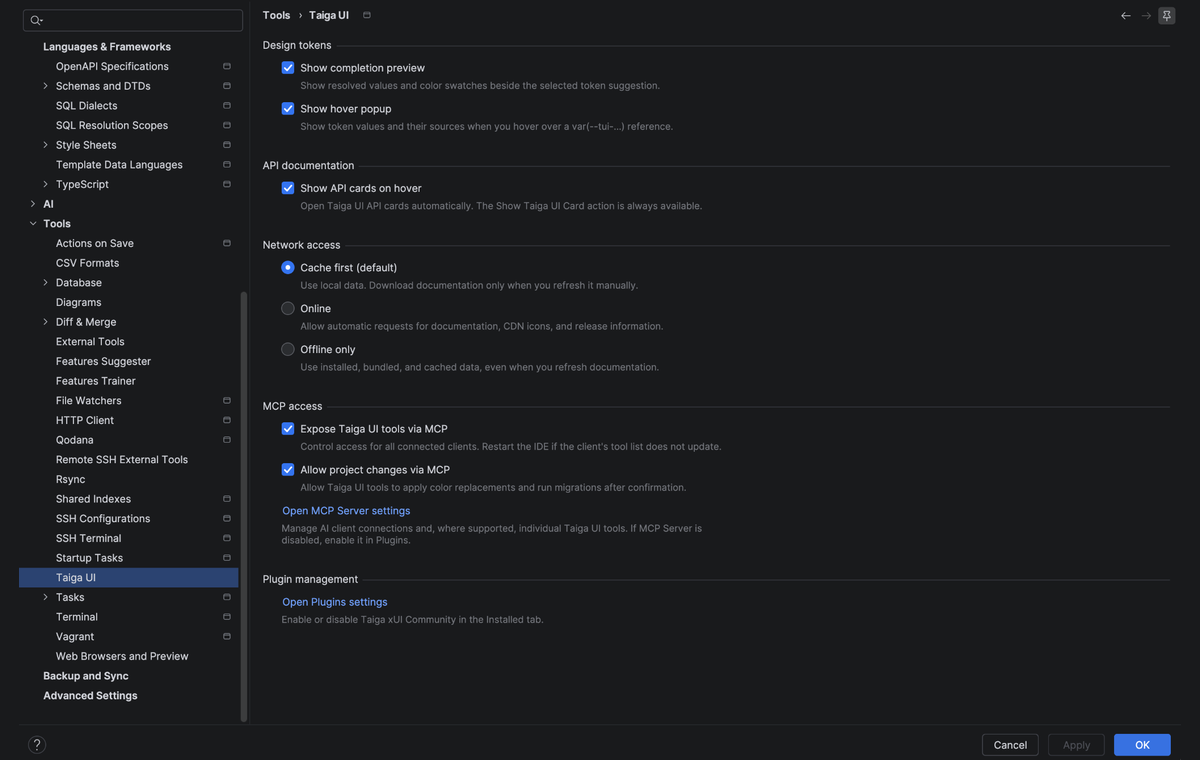 Languages & Frameworks
OpenAPI Specifications
Schemas and DTDs
SQL Dialects
SQL Resolution Scopes
Style Sheets
Template Data Languages
TypeScript
AI
Tools
Actions on Save
CSV Formats
Database
Diagrams
Diff & Merge
External Tools
Features Suggester
Features Trainer
File Watchers
HTTP Client
Qodana
Remote SSH External Tools
Rsync
Shared Indexes
SSH Configurations
SSH Terminal
Startup Tasks
Taiga UI
Tasks
Terminal
Vagrant
Web Browsers and Preview
Backup and Sync
Advanced Settings
Tools › Taiga UI
Design tokens
Show completion preview
Show resolved values and color swatches beside the selected token suggestion.
Show hover popup
Show token values and their sources when you hover over a var(--tui-...) reference.
API documentation
Show API cards on hover
Open Taiga UI API cards automatically. The Show Taiga UI Card action is always available.
Network access
Cache first (default)
Use local data. Download documentation only when you refresh it manually.
Online
Allow automatic requests for documentation, CDN icons, and release information.
Offline only
Use installed, bundled, and cached data, even when you refresh documentation.
MCP access
Expose Taiga UI tools via MCP
Control access for all connected clients. Restart the IDE if the client's tool list does not update.
Allow project changes via MCP
Allow Taiga UI tools to apply color replacements and run migrations after confirmation.
Open MCP Server settings
Manage AI client connections and, where supported, individual Taiga UI tools. If MCP Server is
disabled, enable it in Plugins.
Plugin management
Open Plugins settings
Enable or disable Taiga xUI Community in the Installed tab.
?
Cancel
Apply
OK